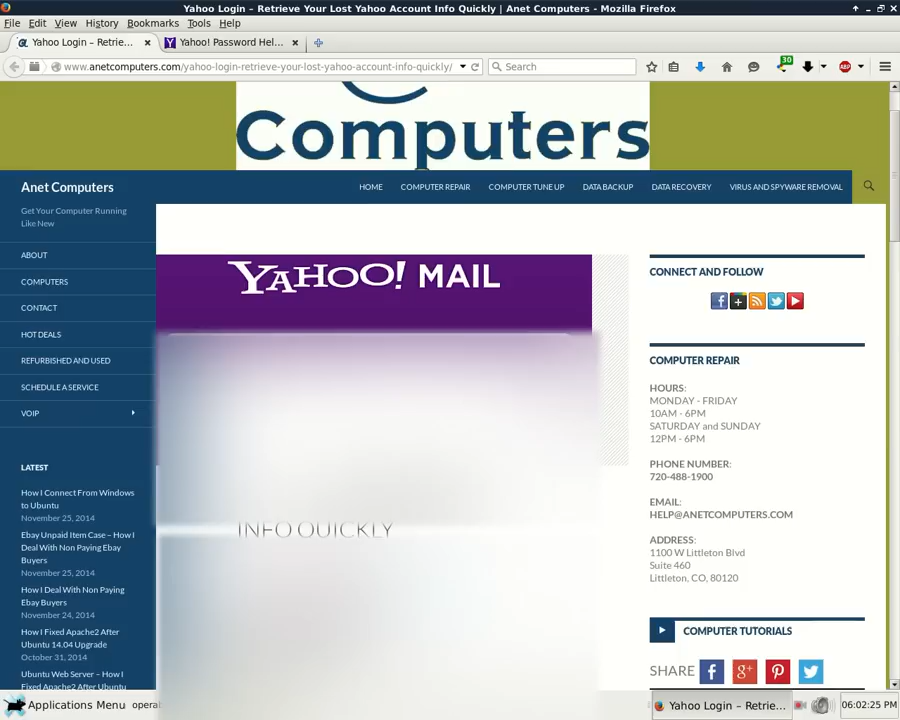 Yahoo Login – Retrieve Your Lost Yahoo Account Info Quickly | Anet Computers - Mozilla Firefox
File Edit View History Bookmarks Tools Help
Yahoo Login – Retrie... Yahoo! Password Hel...
www.anetcomputers.com/yahoo-login-retrieve-your-lost-yahoo-account-info-quickly/ Search 30 ABP
Computers
Anet Computers HOME COMPUTER REPAIR COMPUTER TUNE UP DATA BACKUP DATA RECOVERY VIRUS AND SPYWARE REMOVAL
Get Your Computer Running
Like New
ABOUT
COMPUTERS
CONTACT
HOT DEALS
REFURBISHED AND USED
SCHEDULE A SERVICE
VOIP
LATEST
How I Connect From Windows
to Ubuntu
November 25, 2014
Ebay Unpaid Item Case – How I
Deal With Non Paying Ebay
Buyers
November 25, 2014
How I Deal With Non Paying
Ebay Buyers
November 24, 2014
How I Fixed Apache2 After
Ubuntu 14.04 Upgrade
October 31, 2014
Ubuntu Web Server – How I
Fixed Apache2 After Ubuntu
YAHOO! MAIL
INFO QUICKLY
CONNECT AND FOLLOW
COMPUTER REPAIR
HOURS:
MONDAY - FRIDAY
10AM - 6PM
SATURDAY and SUNDAY
12PM - 6PM
PHONE NUMBER:
720-488-1900
EMAIL:
HELP@ANETCOMPUTERS.COM
ADDRESS:
1100 W Littleton Blvd
Suite 460
Littleton, CO, 80120
COMPUTER TUTORIALS
SHARE
Applications Menu opera Yahoo Login – Retrie... 06:02:25 PM